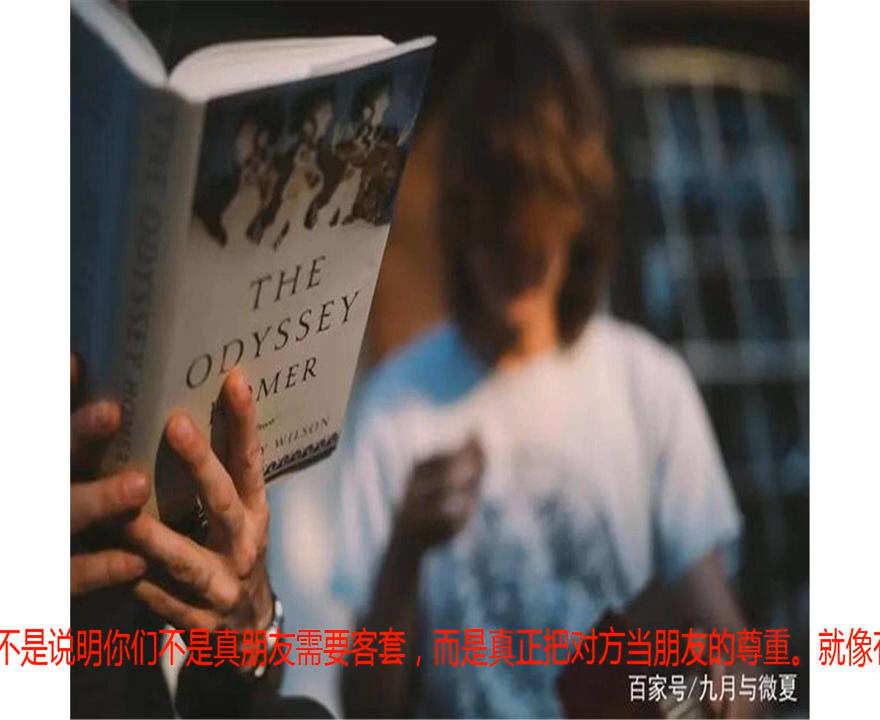 THE
ODYSSEY
HOMER
WILSON
THE ODYSSEY HOMER
不是说明你们不是真朋友需要客套，而是真正把对方当朋友的尊重。就像
百家号/九月与微夏